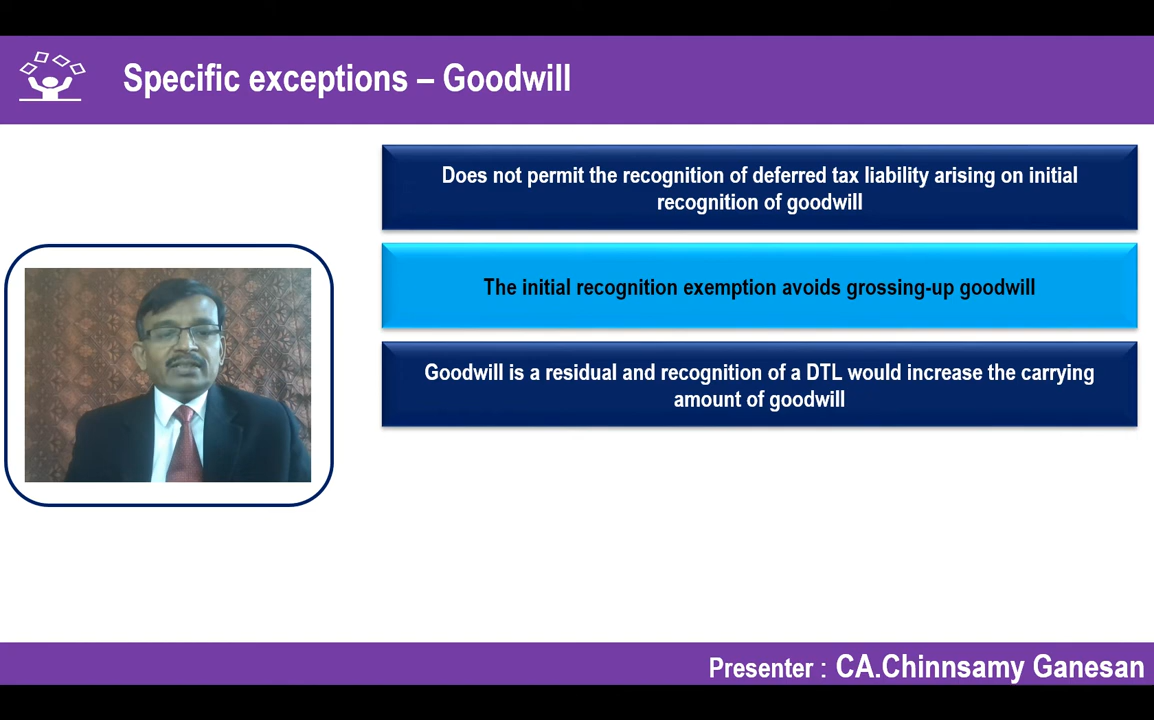 Specific exceptions – Goodwill
Does not permit the recognition of deferred tax liability arising on initial
recognition of goodwill
The initial recognition exemption avoids grossing-up goodwill
Goodwill is a residual and recognition of a DTL would increase the carrying
amount of goodwill
Presenter : CA.Chinnsamy Ganesan